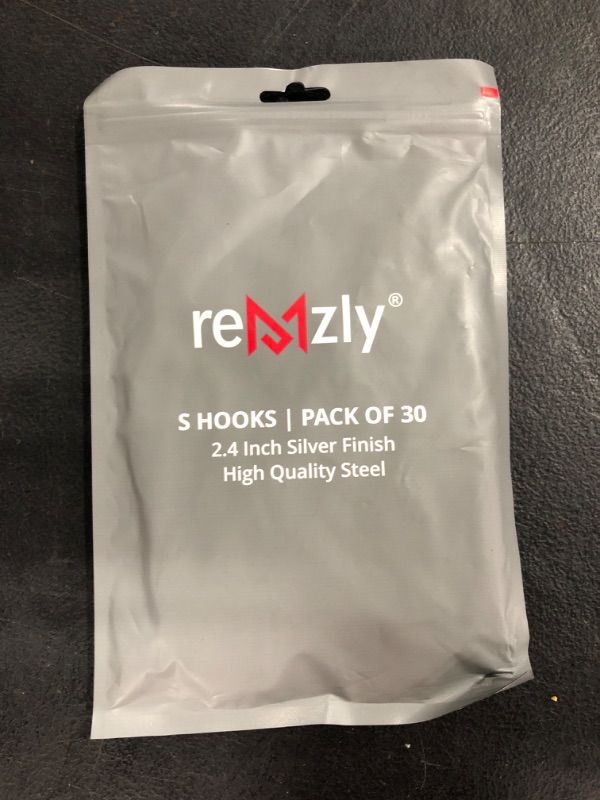 reMzly®
S HOOKS | PACK OF 30
2.4 Inch Silver Finish
High Quality Steel